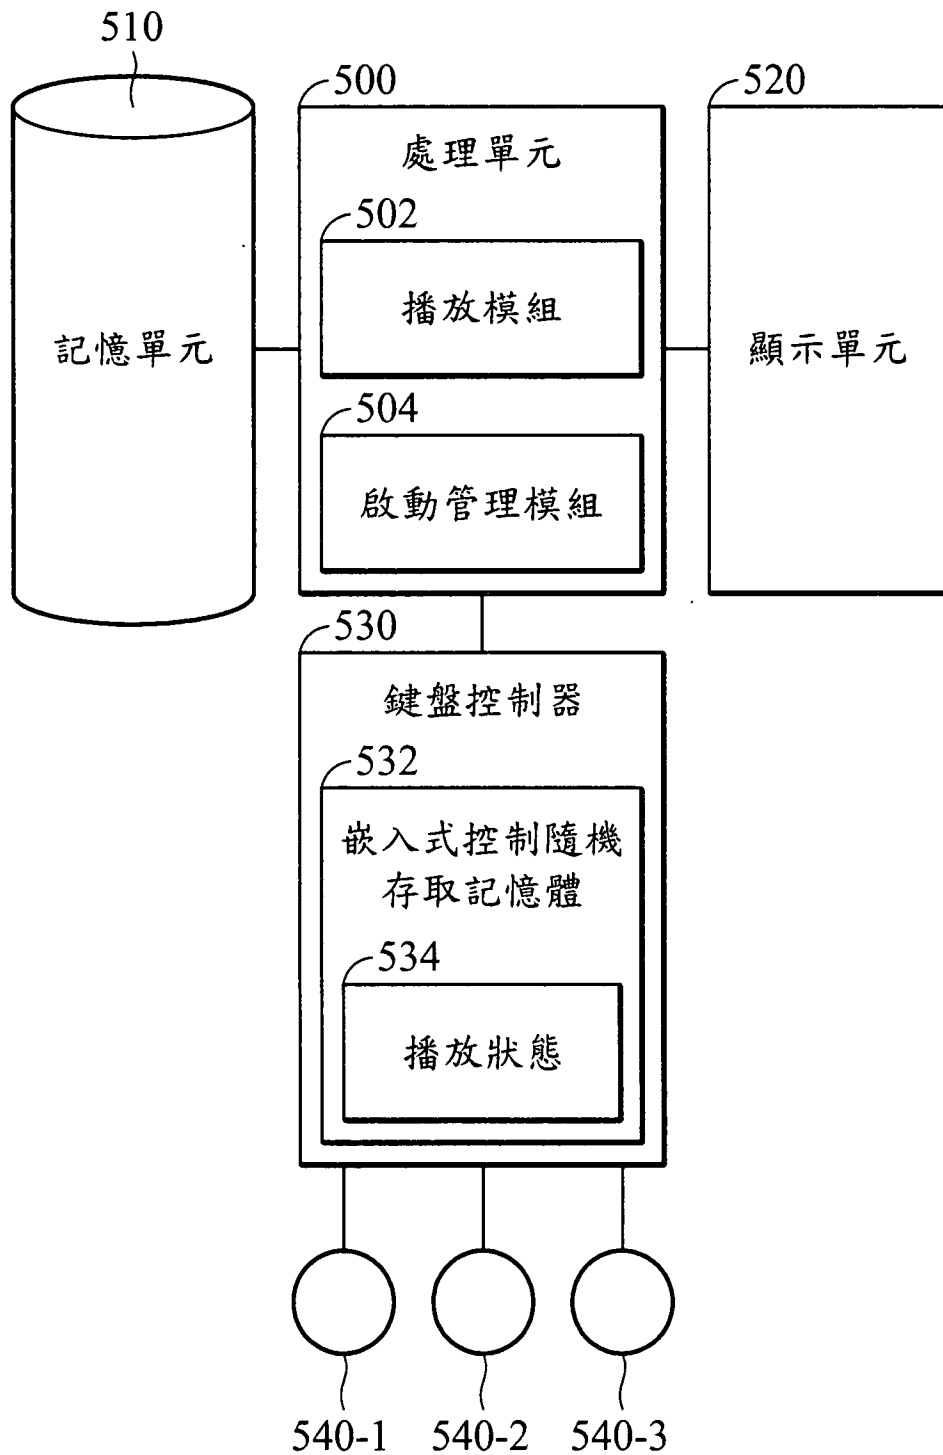 510
500
520
處理單元
502
播放模組
記憶單元
顯示單元
504
啟動管理模組
530
鍵盤控制器
532
嵌入式控制隨機
存取記憶體
534
播放狀態
540-1
540-2
540-3